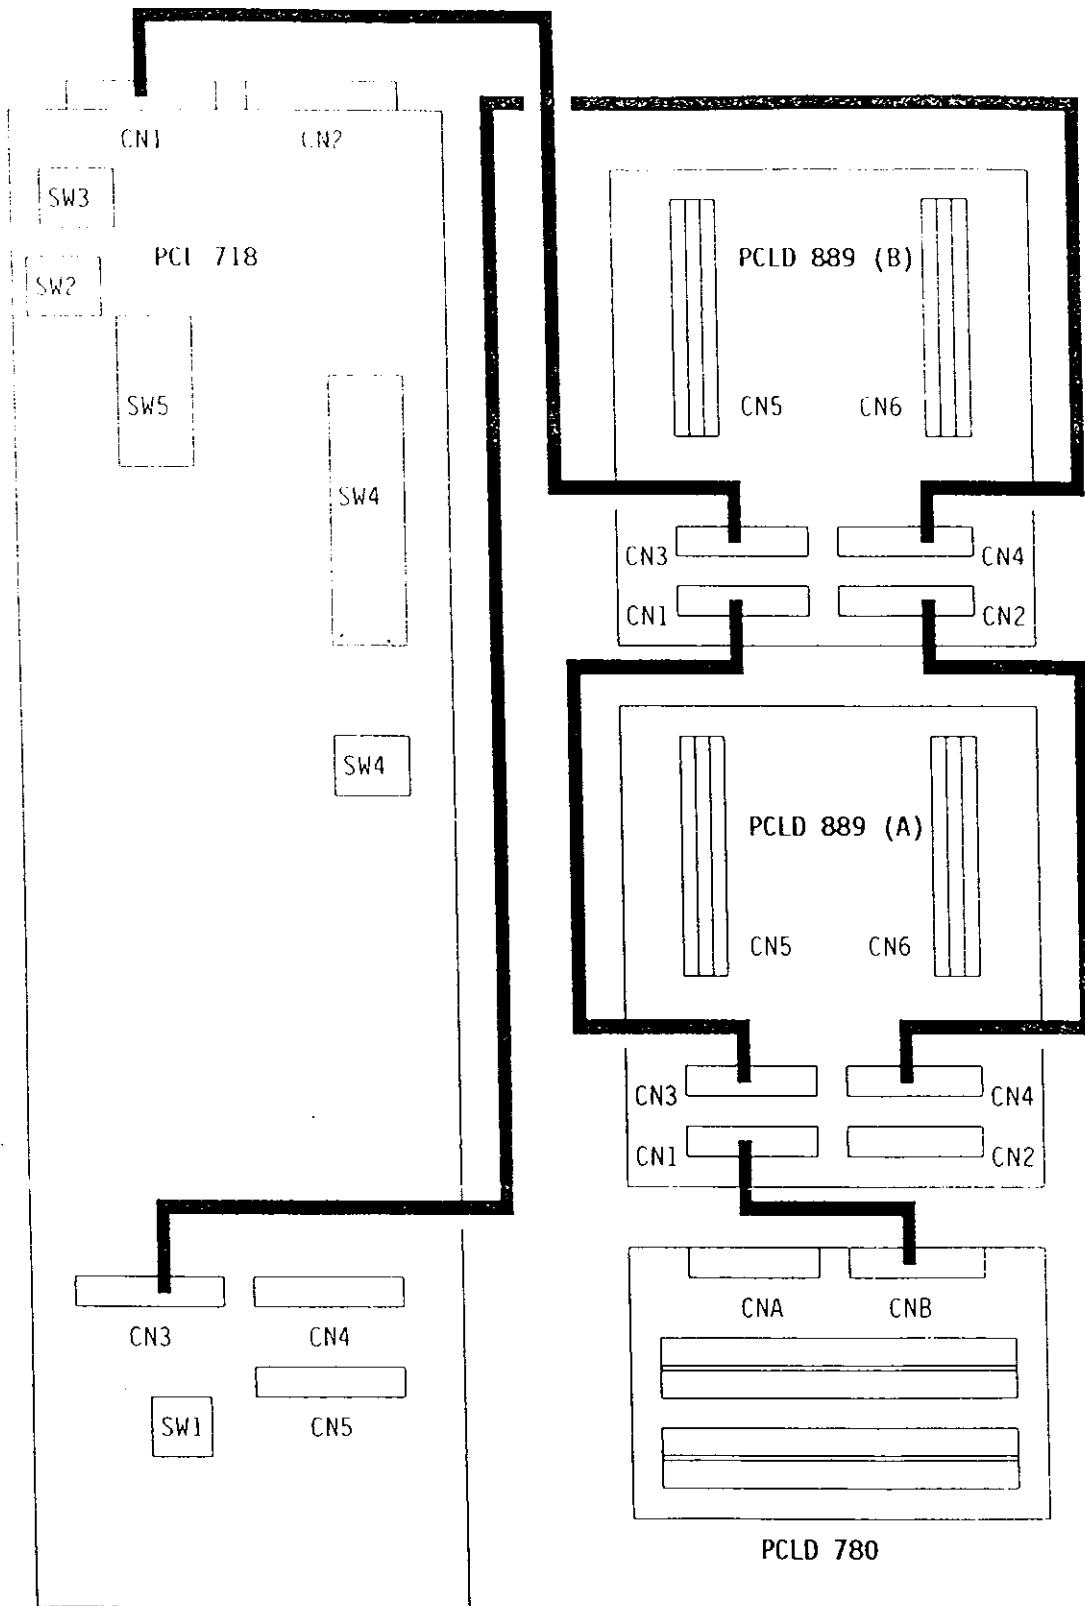 CN1 CN2
SW3
PCL 718
SW2
SW5
SW4
SW4
CN3 CN4
CN5
SW1
PCLD 889 (B)
CN5 CN6
CN3 CN4
CN1 CN2
PCLD 889 (A)
CN5 CN6
CN3 CN4
CN1 CN2
CNA CNB
PCLD 780